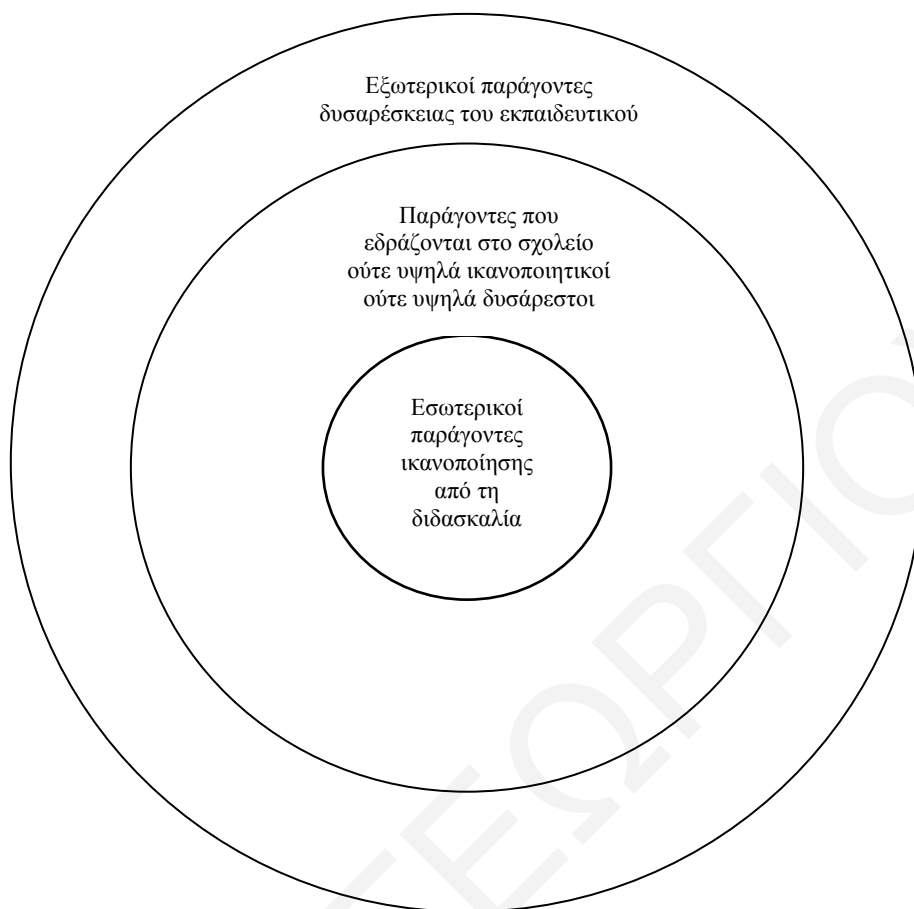 Εξωτερικοί παράγοντες
δυσαρέσκειας του εκπαιδευτικού
Παράγοντες που
εδράζονται στο σχολείο
ούτε υψηλά ικανοποιητικοί
ούτε υψηλά δυσάρεστοι
Εσωτερικοί
παράγοντες
ικανοποίησης
από τη
διδασκαλία